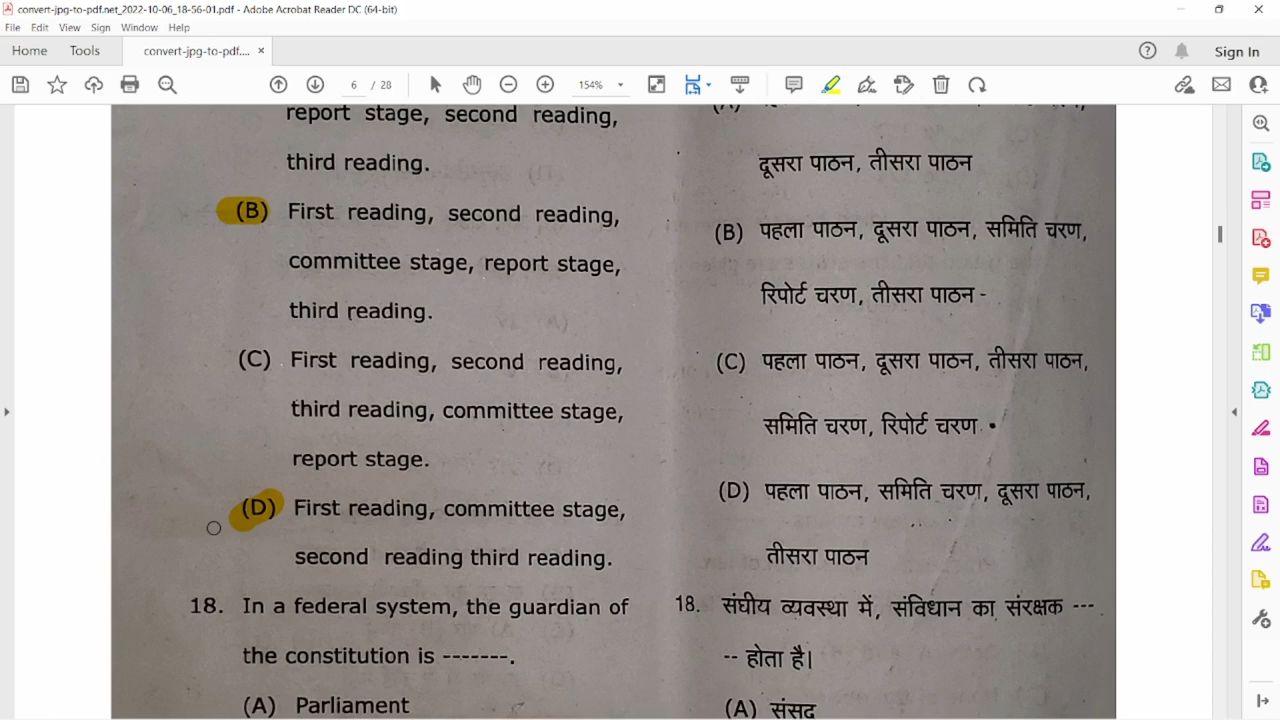 convert-jpg-to-pdf.net_2022-10-06_18-56-01.pdf - Adobe Acrobat Reader DC (64-bit)
File Edit View Sign Window Help
Home Tools convert-jpg-to-pdf.... × Sign In
6 / 28 154%
report stage, second reading,
third reading.
(B) First reading, second reading,
committee stage, report stage,
third reading.
(C) First reading, second reading,
third reading, committee stage,
report stage.
(D) First reading, committee stage,
second reading third reading.
18. In a federal system, the guardian of
the constitution is -------.
(A) Parliament
दूसरा पाठन, तीसरा पाठन
(B) पहला पाठन, दूसरा पाठन, समिति चरण,
रिपोर्ट चरण, तीसरा पाठन -
(C) पहला पाठन, दूसरा पाठन, तीसरा पाठन,
समिति चरण, रिपोर्ट चरण •
(D) पहला पाठन, समिति चरण, दूसरा पाठन,
तीसरा पाठन
18. संघीय व्यवस्था में, संविधान का संरक्षक ---
-- होता है।
(A) संसद